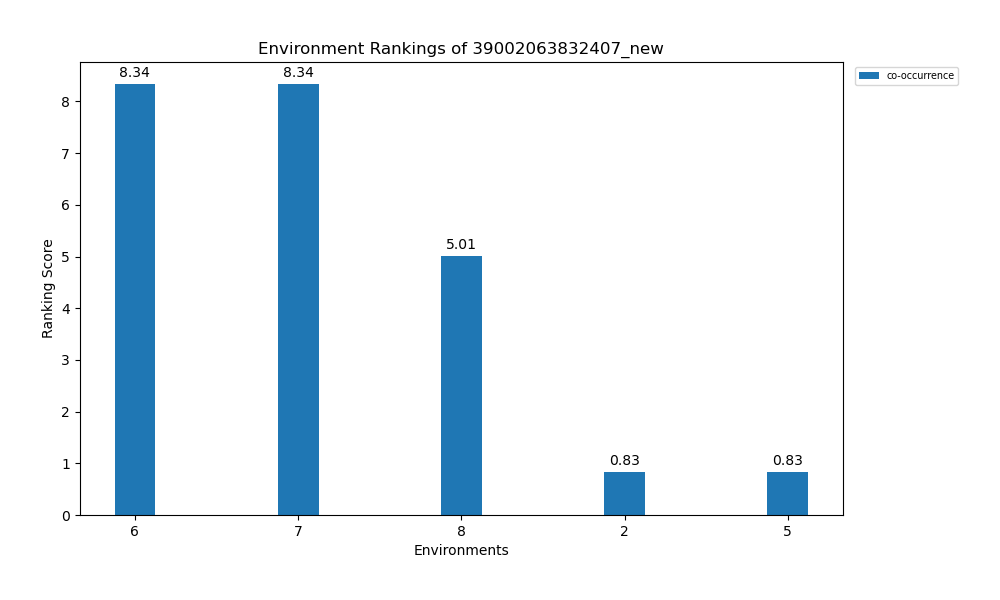 Environment Rankings of 39002063832407_new
co-occurrence
8.34
8.34
5.01
0.83
0.83
Ranking Score
8
7
6
5
4
3
2
1
0
6 7 8 2 5
Environments